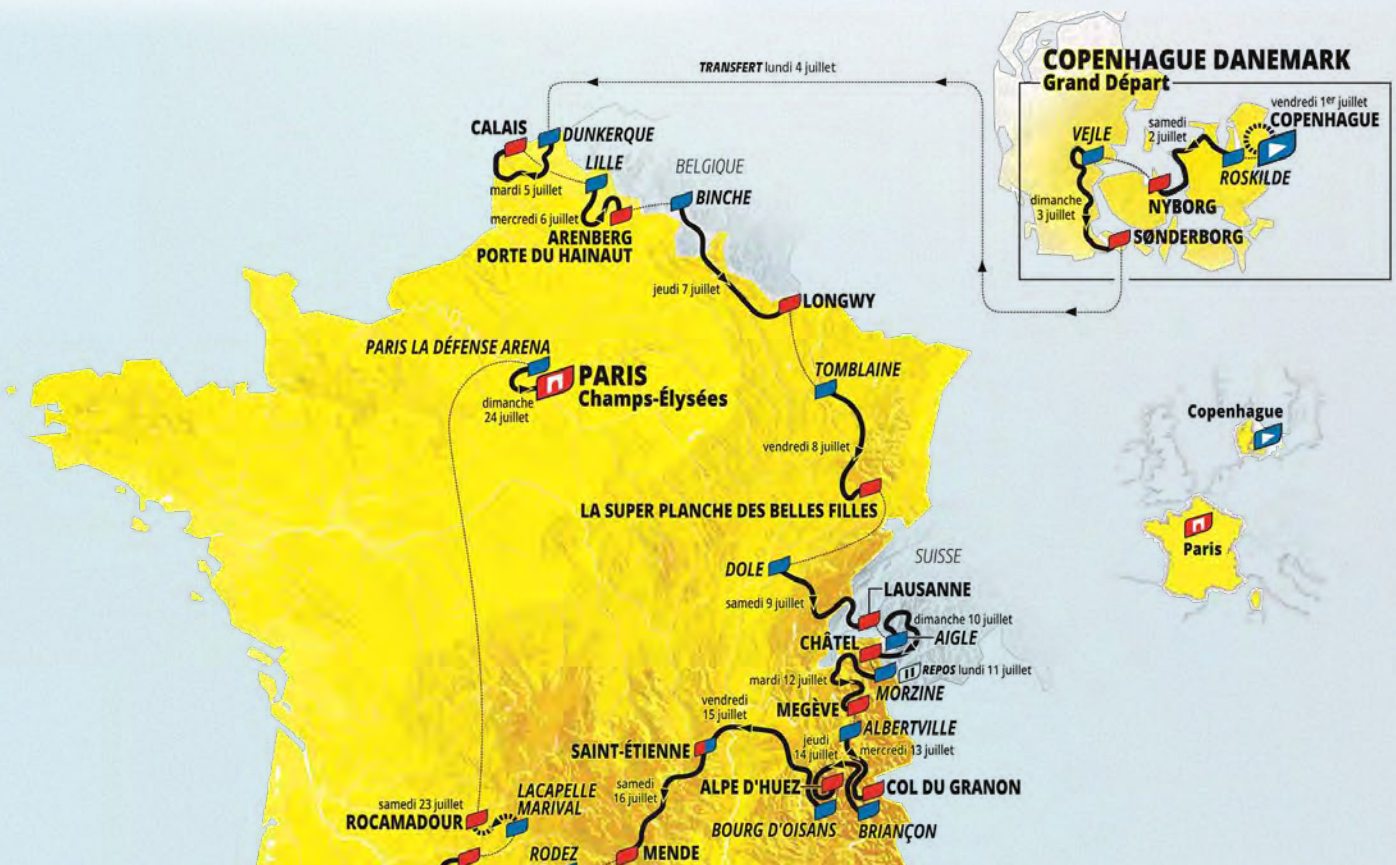 COPENHAGUE DANEMARK
Grand Départ
vendredi 1er juillet
COPENHAGUE
samedi
2 juillet
VEJLE
ROSKILDE
NYBORG
dimanche
3 juillet
SØNDERBORG
TRANSFERT lundi 4 juillet
CALAIS
DUNKERQUE
LILLE
mardi 5 juillet
BELGIQUE
BINCHE
mercredi 6 juillet
ARENBERG
PORTE DU HAINAUT
jeudi 7 juillet
LONGWY
PARIS LA DÉFENSE ARENA
PARIS
Champs-Élysées
dimanche
24 juillet
TOMBLAINE
vendredi 8 juillet
LA SUPER PLANCHE DES BELLES FILLES
Copenhague
Paris
DOLE
SUISSE
samedi 9 juillet
LAUSANNE
dimanche 10 juillet
AIGLE
CHÂTEL
REPOS lundi 11 juillet
mardi 12 juillet
MORZINE
MEGÈVE
vendredi
15 juillet
ALBERTVILLE
jeudi
14 juillet
mercredi 13 juillet
SAINT-ÉTIENNE
samedi
16 juillet
ALPE D'HUEZ
COL DU GRANON
BOURG D'OISANS
BRIANÇON
samedi 23 juillet
ROCAMADOUR
LACAPELLE
MARIVAL
RODEZ
MENDE